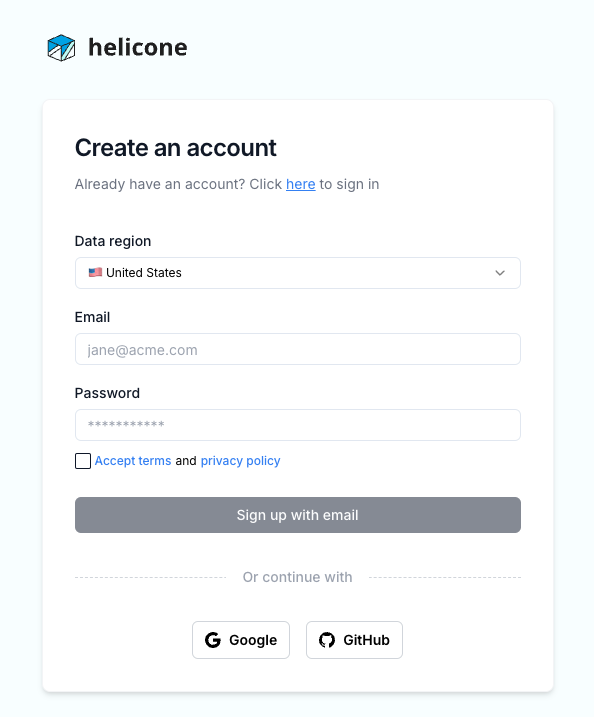 helicone
Create an account
Already have an account? Click here to sign in
Data region
🇺🇸 United States
Email
jane@acme.com
Password
***********
Accept terms and privacy policy
Sign up with email
Or continue with
Google GitHub